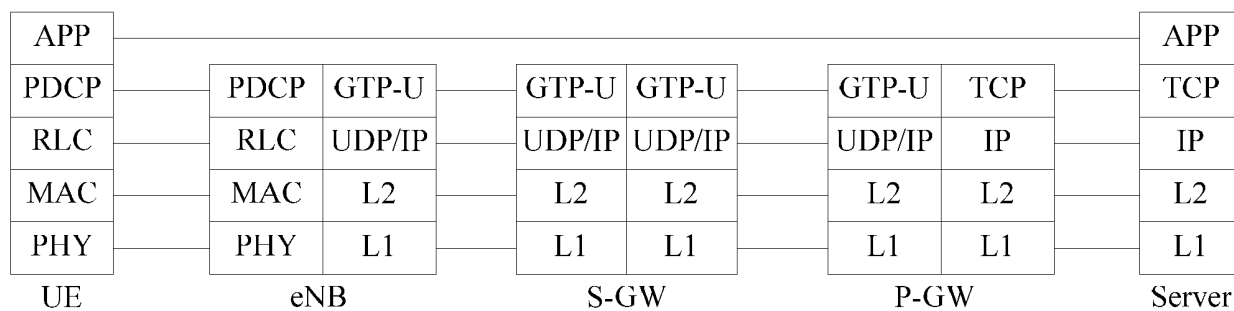 APP APP
PDCP PDCP GTP-U GTP-U GTP-U GTP-U TCP TCP
RLC RLC UDP/IP UDP/IP UDP/IP UDP/IP IP IP
MAC MAC L2 L2 L2 L2 L2 L2
PHY PHY L1 L1 L1 L1 L1 L1
UE eNB S-GW P-GW Server